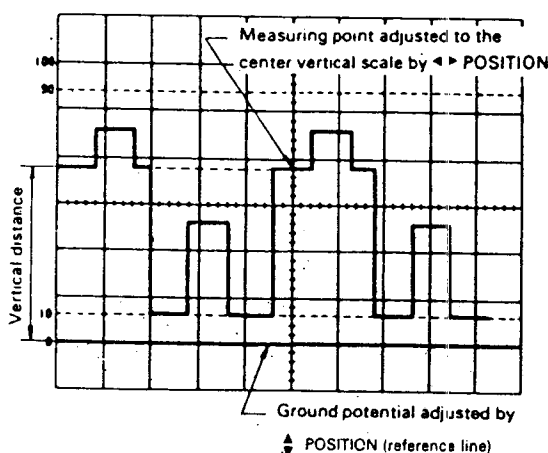 Measuring point adjusted to the
center vertical scale by ◄ ► POSITION
100
90
Vertical distance
10
0
Ground potential adjusted by
▲▼ POSITION (reference line)